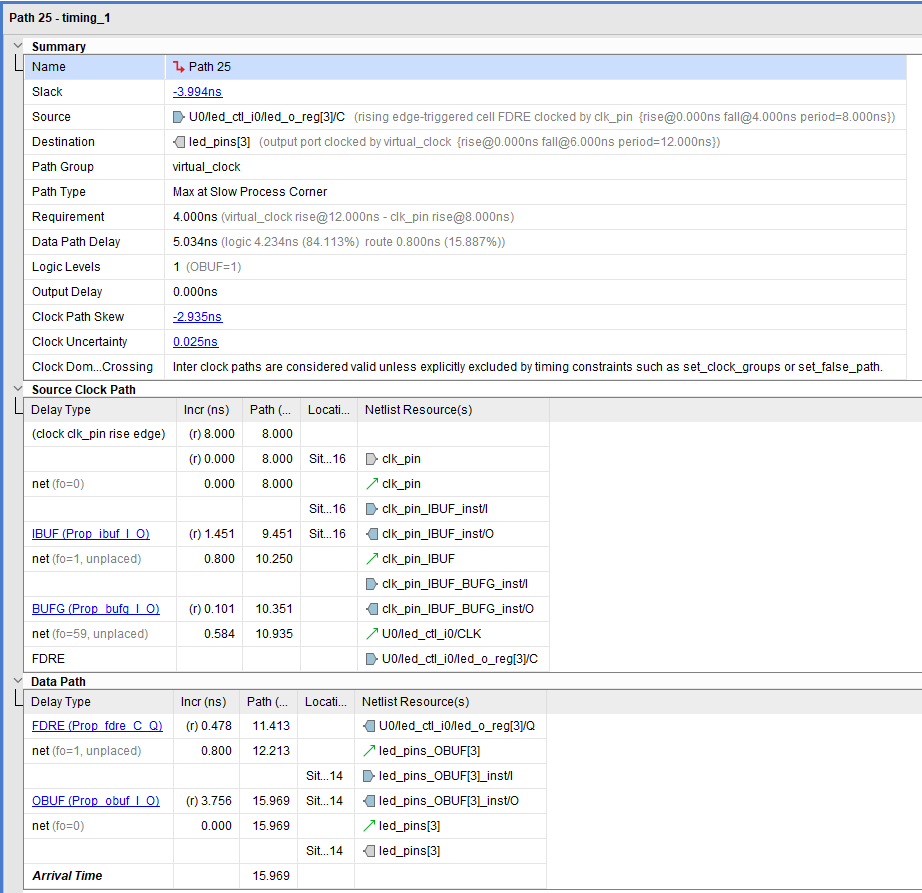 Path 25 - timing_1
Summary
Name Path 25
Slack -3.994ns
Source U0/led_ctl_i0/led_o_reg[3]/C (rising edge-triggered cell FDRE clocked by clk_pin {rise@0.000ns fall@4.000ns period=8.000ns})
Destination led_pins[3] (output port clocked by virtual_clock {rise@0.000ns fall@6.000ns period=12.000ns})
Path Group virtual_clock
Path Type Max at Slow Process Corner
Requirement 4.000ns (virtual_clock rise@12.000ns - clk_pin rise@8.000ns)
Data Path Delay 5.034ns (logic 4.234ns (84.113%) route 0.800ns (15.887%))
Logic Levels 1 (OBUF=1)
Output Delay 0.000ns
Clock Path Skew -2.935ns
Clock Uncertainty 0.025ns
Clock Dom...Crossing Inter clock paths are considered valid unless explicitly excluded by timing constraints such as set_clock_groups or set_false_path.
Source Clock Path
Delay Type Incr (ns) Path (... Locati... Netlist Resource(s)
(clock clk_pin rise edge) (r) 8.000 8.000
(r) 0.000 8.000 Sit...16 clk_pin
net (fo=0) 0.000 8.000 clk_pin
Sit...16 clk_pin_IBUF_inst/I
IBUF (Prop_ibuf_I_O) (r) 1.451 9.451 Sit...16 clk_pin_IBUF_inst/O
net (fo=1, unplaced) 0.800 10.250 clk_pin_IBUF
clk_pin_IBUF_BUFG_inst/I
BUFG (Prop_bufg_I_O) (r) 0.101 10.351 clk_pin_IBUF_BUFG_inst/O
net (fo=59, unplaced) 0.584 10.935 U0/led_ctl_i0/CLK
FDRE U0/led_ctl_i0/led_o_reg[3]/C
Data Path
Delay Type Incr (ns) Path (... Locati... Netlist Resource(s)
FDRE (Prop_fdre_C_Q) (r) 0.478 11.413 U0/led_ctl_i0/led_o_reg[3]/Q
net (fo=1, unplaced) 0.800 12.213 led_pins_OBUF[3]
Sit...14 led_pins_OBUF[3]_inst/I
OBUF (Prop_obuf_I_O) (r) 3.756 15.969 Sit...14 led_pins_OBUF[3]_inst/O
net (fo=0) 0.000 15.969 led_pins[3]
Sit...14 led_pins[3]
Arrival Time 15.969